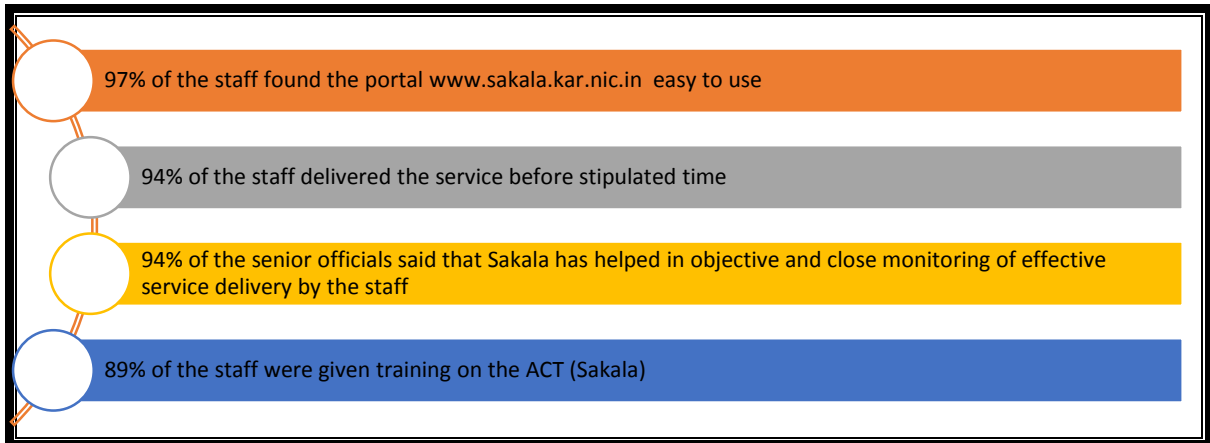 97% of the staff found the portal www.sakala.kar.nic.in easy to use
94% of the staff delivered the service before stipulated time
94% of the senior officials said that Sakala has helped in objective and close monitoring of effective
service delivery by the staff
89% of the staff were given training on the ACT (Sakala)